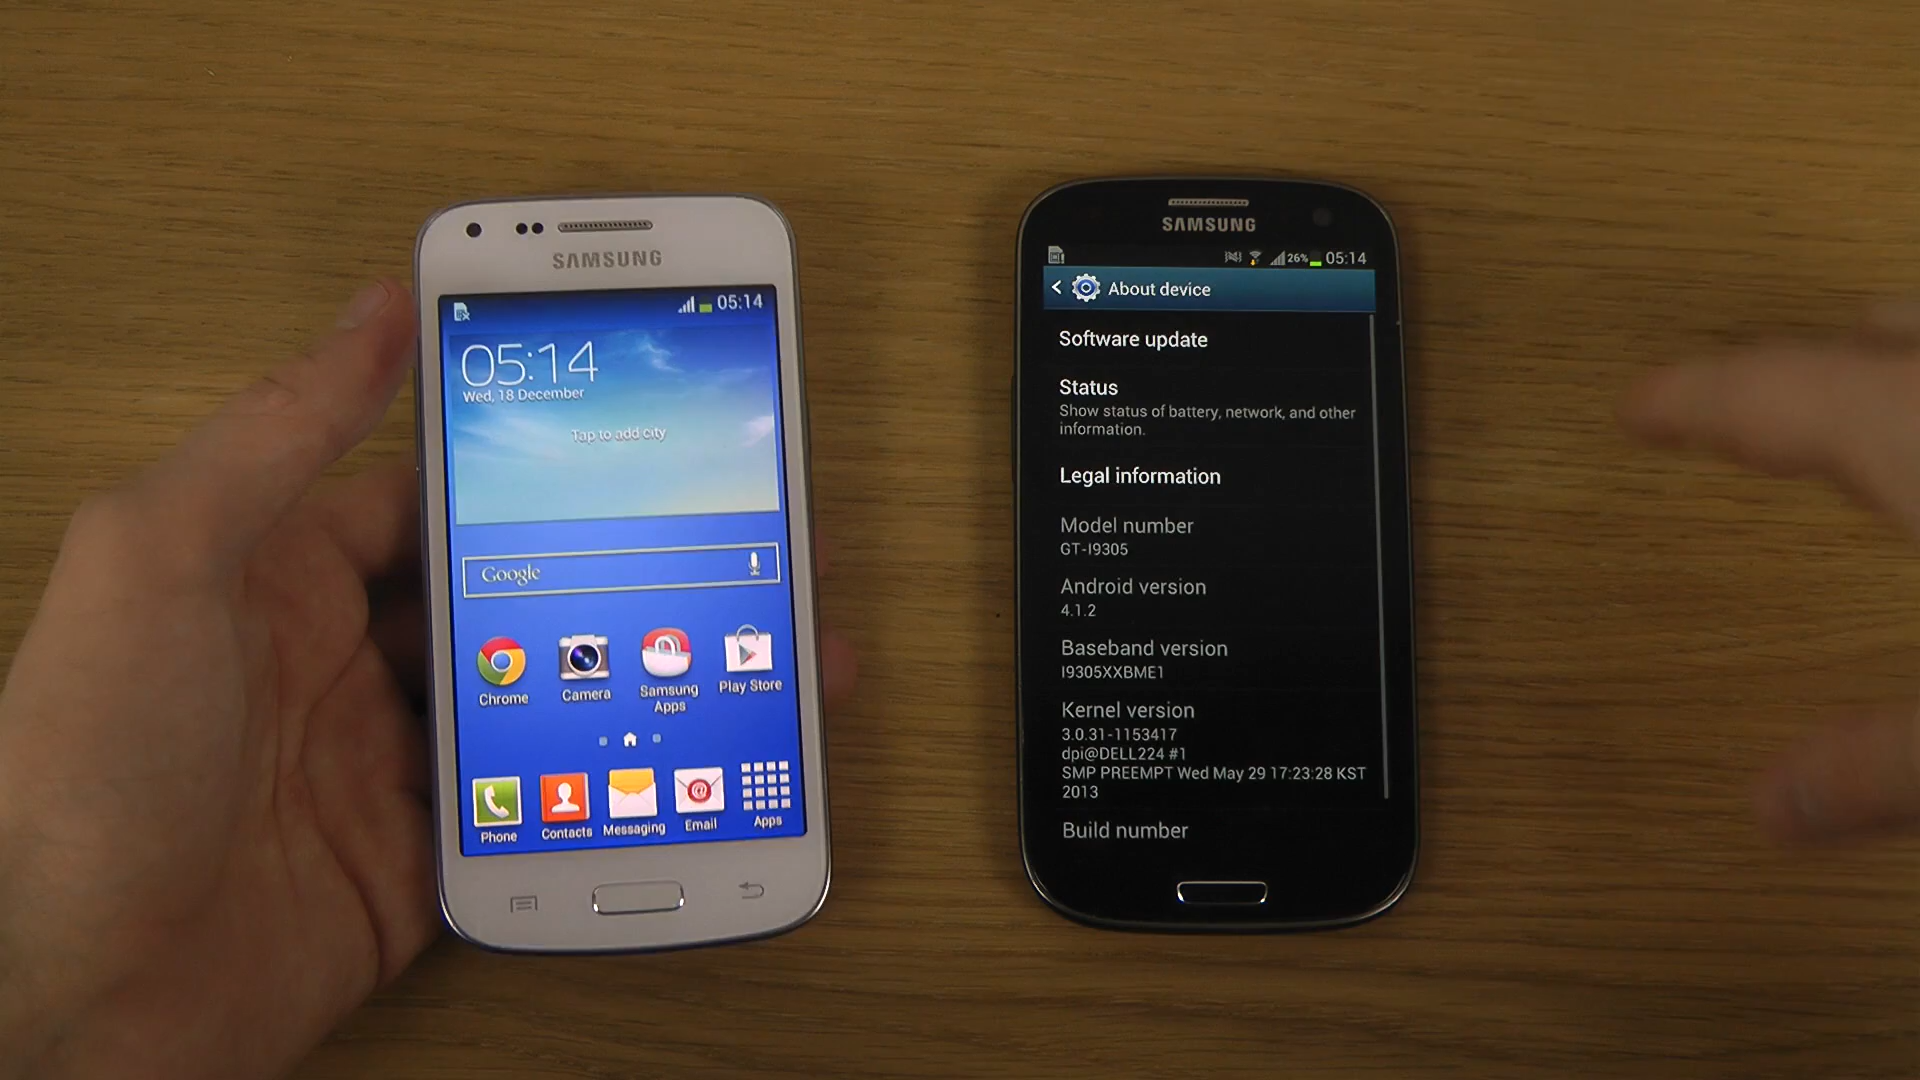 SAMSUNG
05:14
05:14
Wed, 18 December
Tap to add city
Google
Chrome
Camera
Samsung
Apps
Play Store
Phone
Contacts
Messaging
Email
Apps
SAMSUNG
26% 05:14
About device
Software update
Status
Show status of battery, network, and other
information.
Legal information
Model number
GT-I9305
Android version
4.1.2
Baseband version
I9305XXBME1
Kernel version
3.0.31-1153417
dpi@DELL224 #1
SMP PREEMPT Wed May 29 17:23:28 KST
2013
Build number